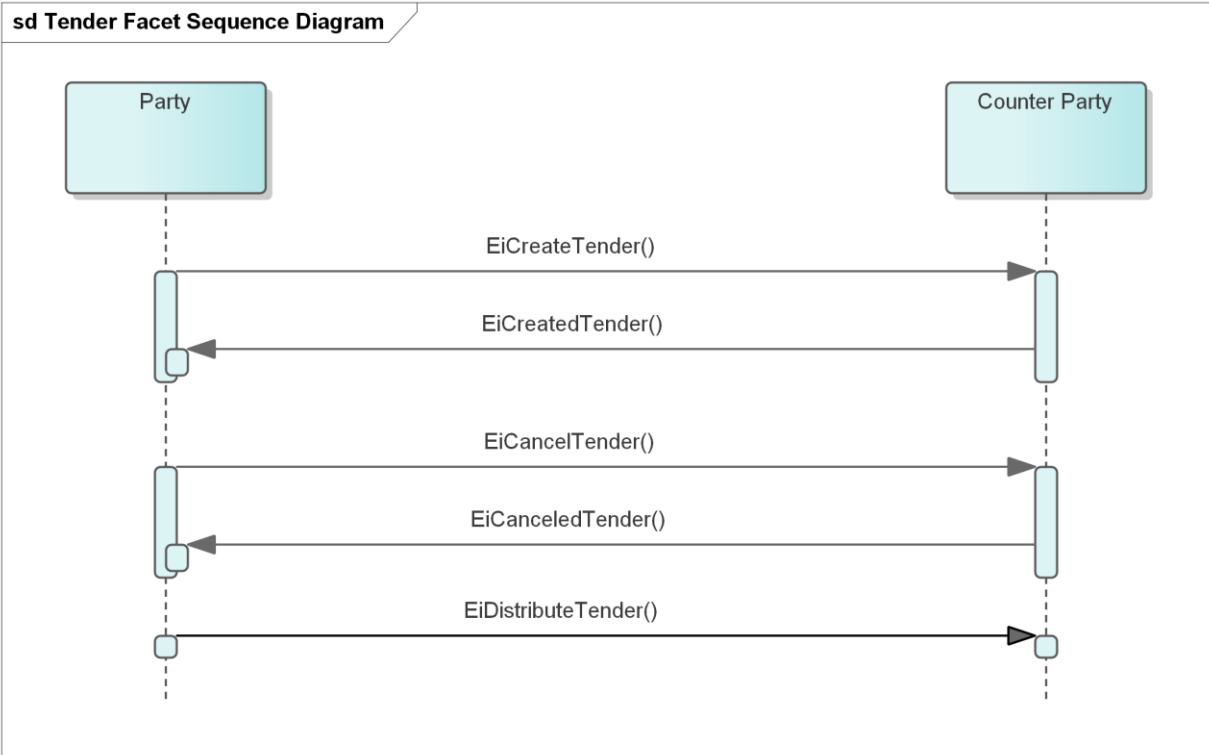 sd Tender Facet Sequence Diagram
Party
Counter Party
EiCreateTender()
EiCreatedTender()
EiCancelTender()
EiCanceledTender()
EiDistributeTender()